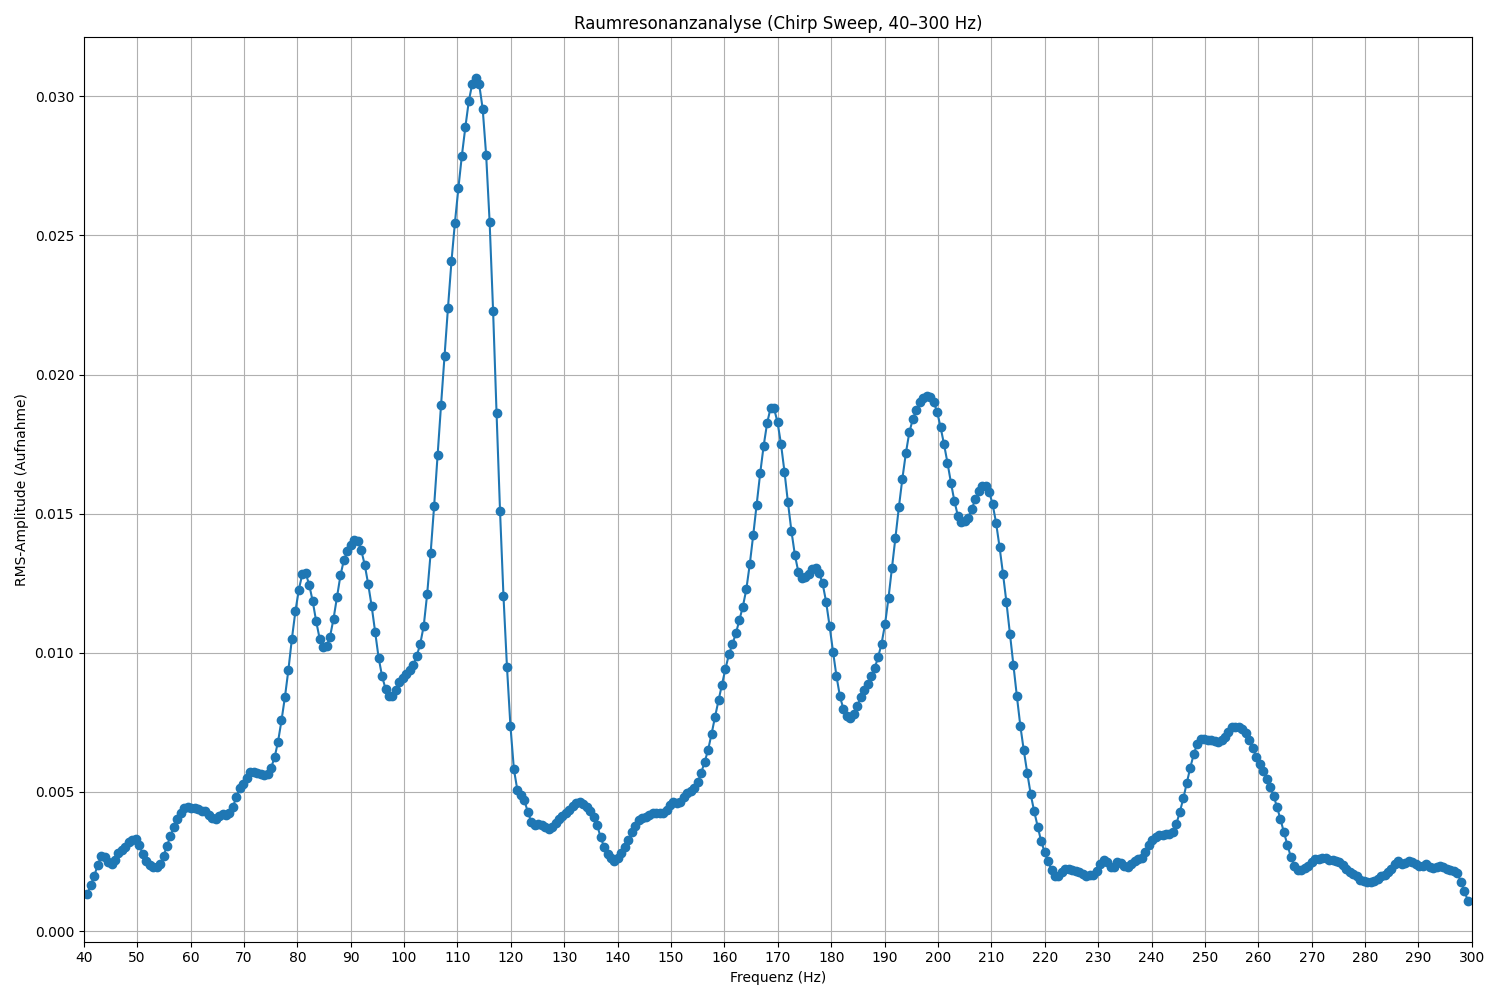 Raumresonanzanalyse (Chirp Sweep, 40–300 Hz)
RMS-Amplitude (Aufnahme)
0.030
0.025
0.020
0.015
0.010
0.005
0.000
40 50 60 70 80 90 100 110 120 130 140 150 160 170 180 190 200 210 220 230 240 250 260 270 280 290 300
Frequenz (Hz)